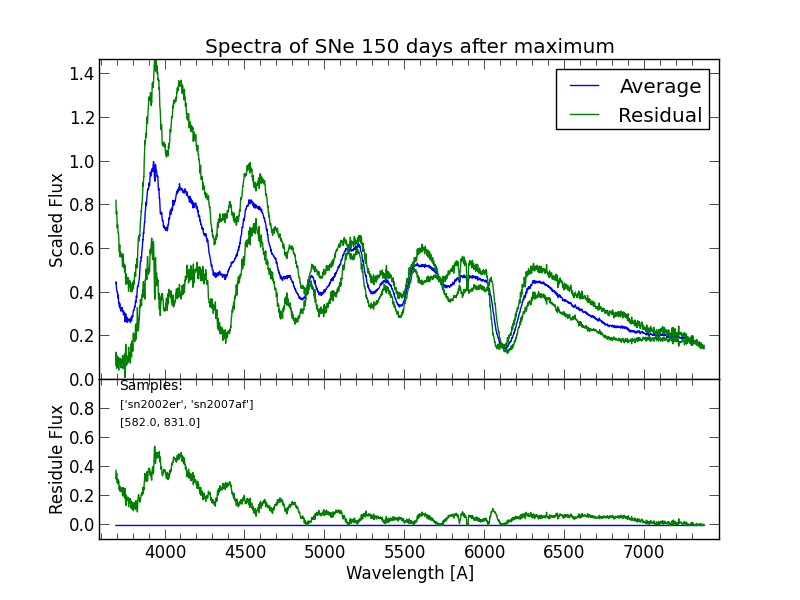 Spectra of SNe 150 days after maximum
Average
Residual
Scaled Flux
1.4
1.2
1.0
0.8
0.6
0.4
0.2
0.0
Samples:
['sn2002er', 'sn2007af']
[582.0, 831.0]
Residule Flux
0.8
0.6
0.4
0.2
0.0
4000 4500 5000 5500 6000 6500 7000
Wavelength [A]